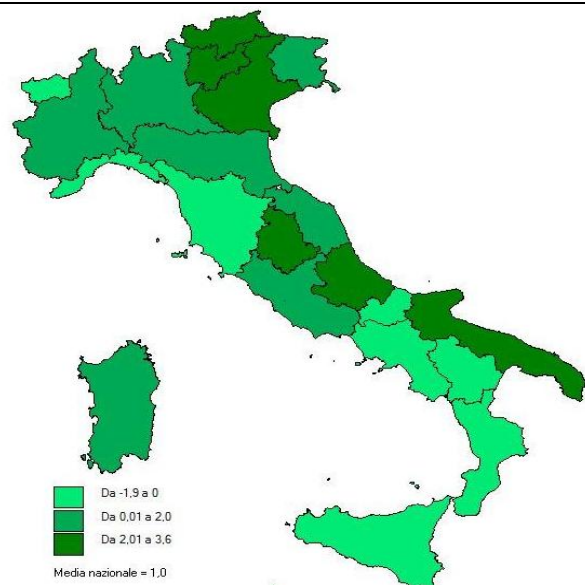 Da -1,9 a 0
Da 0,01 a 2,0
Da 2,01 a 3,6
Media nazionale = 1,0